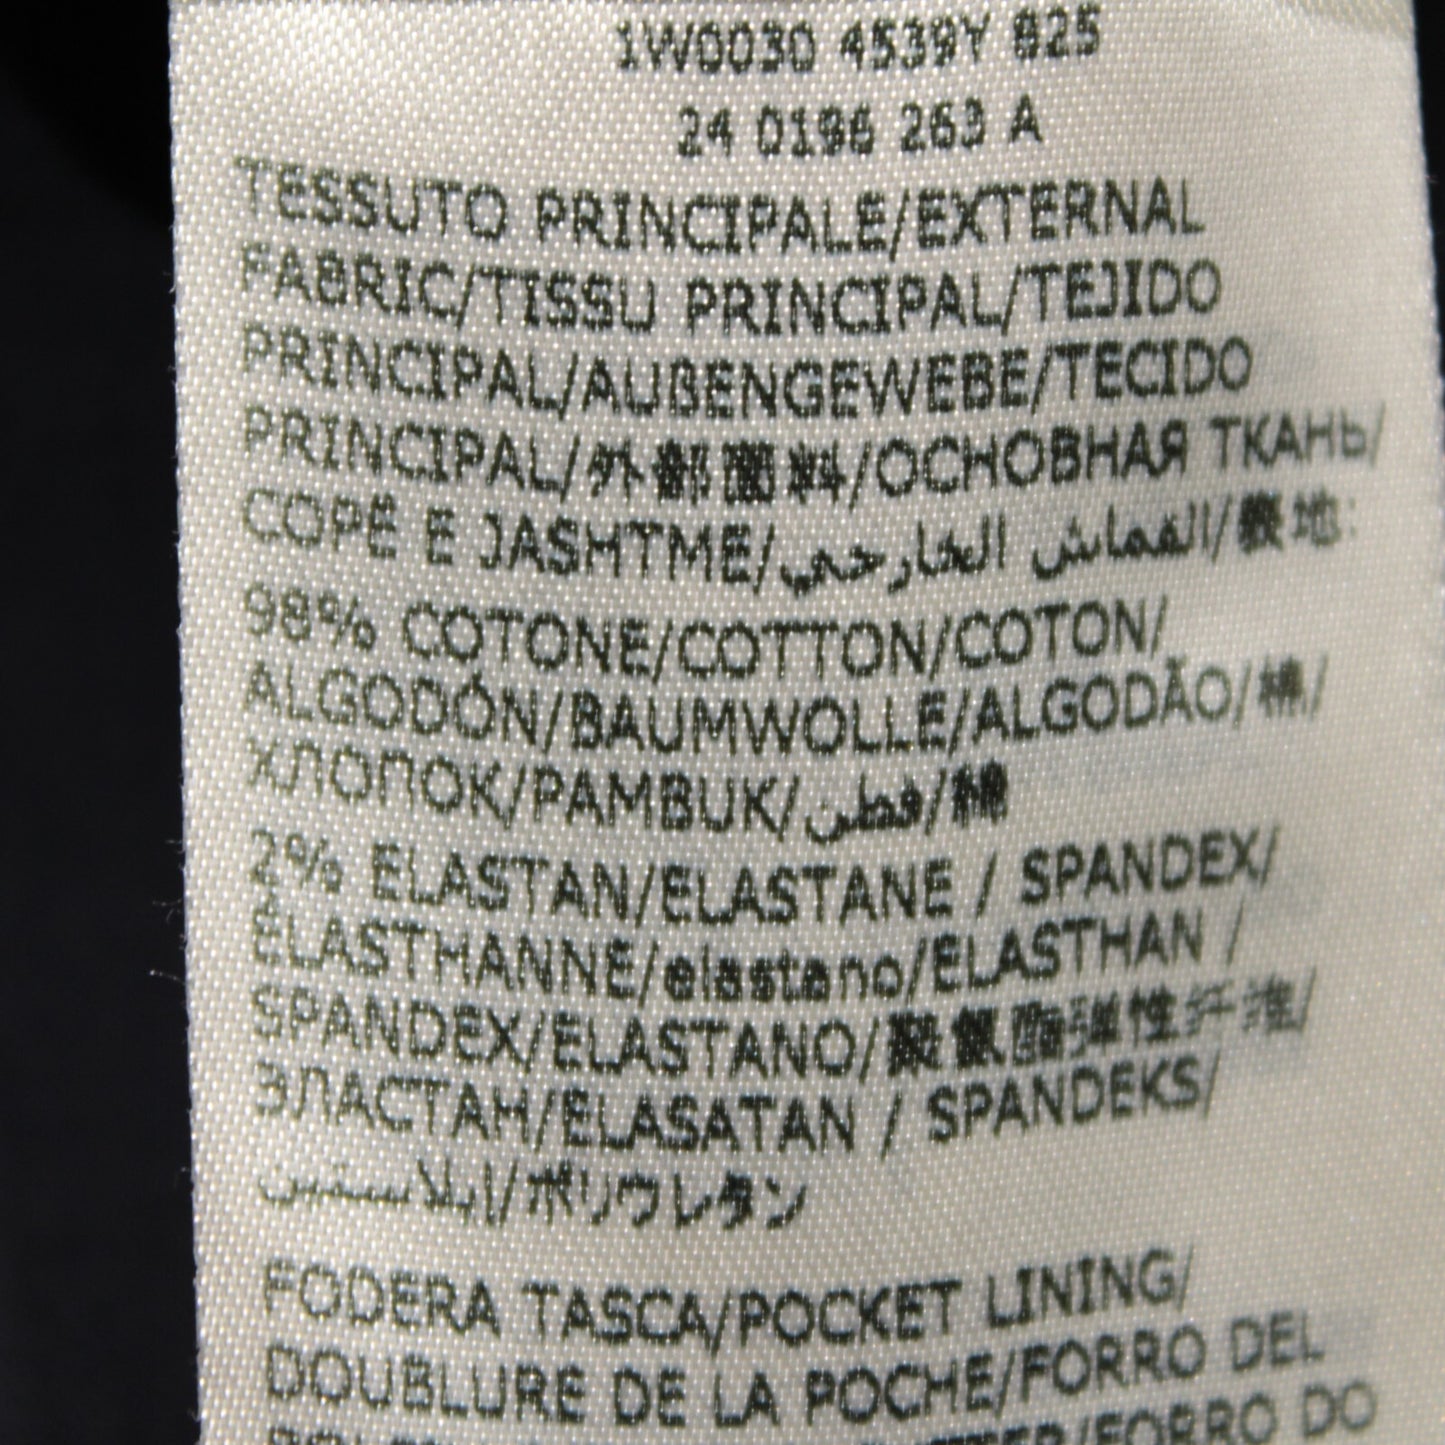 1W0030 4539Y 825
24 0196 263 A
TESSUTO PRINCIPALE/EXTERNAL
FABRIC/TISSU PRINCIPAL/TEJIDO
PRINCIPAL/AUßENGEWEBE/TECIDO
PRINCIPAL/外部面料/ОСНОВНАЯ ТКАНЬ/
COPË E JASHTME/القماش الخارجي/表地:
98% COTONE/COTTON/COTON/
ALGODÓN/BAUMWOLLE/ALGODÃO/棉/
ХЛОПОК/PAMBUK/قطن/綿
2% ELASTAN/ELASTANE / SPANDEX/
ÉLASTHANNE/elastano/ELASTHAN /
SPANDEX/ELASTANO/聚氨酯弹性纤维/
ЭЛАСТАН/ELASATAN / SPANDEKS/
إيلاستين/ポリウレタン
FODERA TASCA/POCKET LINING/
DOUBLURE DE LA POCHE/FORRO DEL
FORRO DO